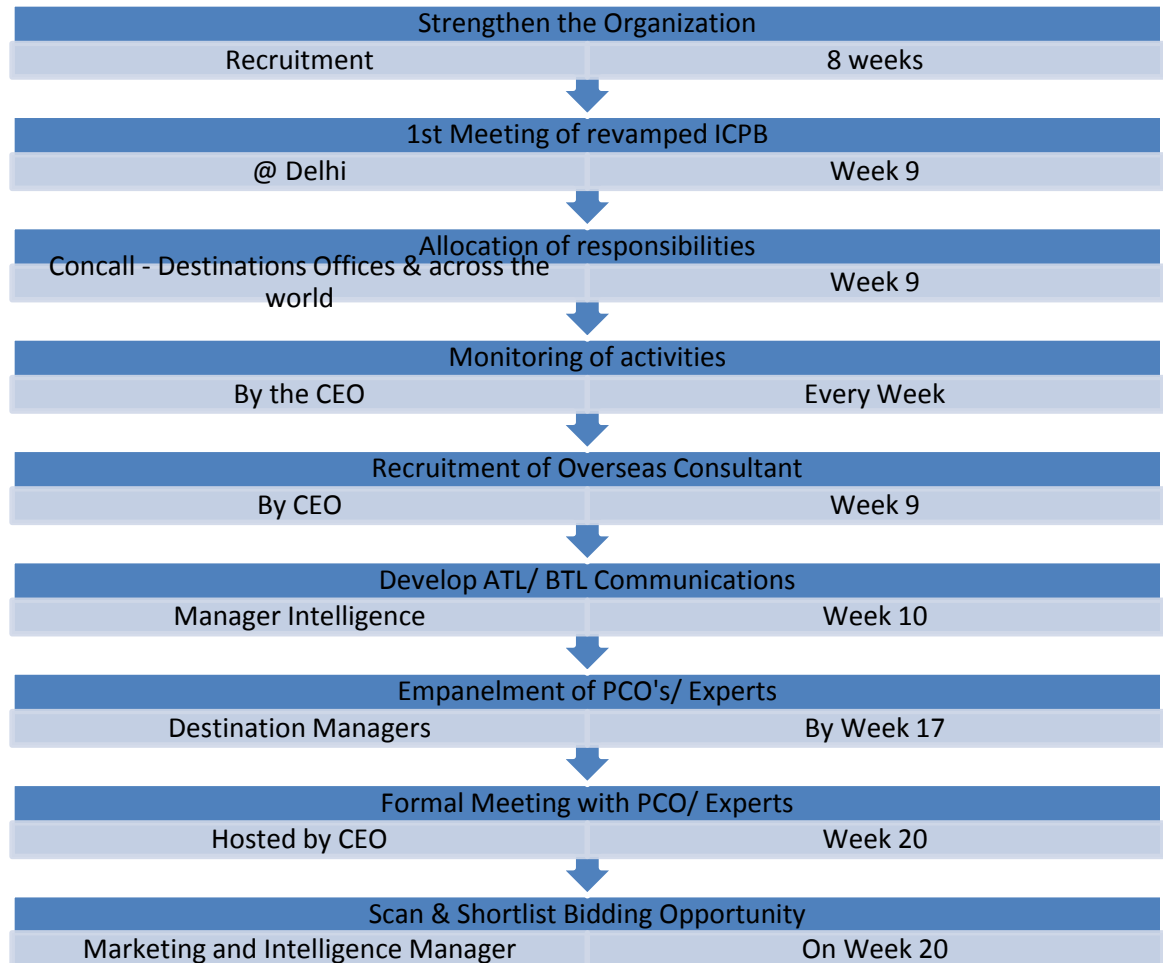 Strengthen the Organization
Recruitment 8 weeks
1st Meeting of revamped ICPB
@ Delhi Week 9
Allocation of responsibilities
Concall - Destinations Offices & across the
world
Week 9
Monitoring of activities
By the CEO Every Week
Recruitment of Overseas Consultant
By CEO Week 9
Develop ATL/ BTL Communications
Manager Intelligence Week 10
Empanelment of PCO's/ Experts
Destination Managers By Week 17
Formal Meeting with PCO/ Experts
Hosted by CEO Week 20
Scan & Shortlist Bidding Opportunity
Marketing and Intelligence Manager On Week 20